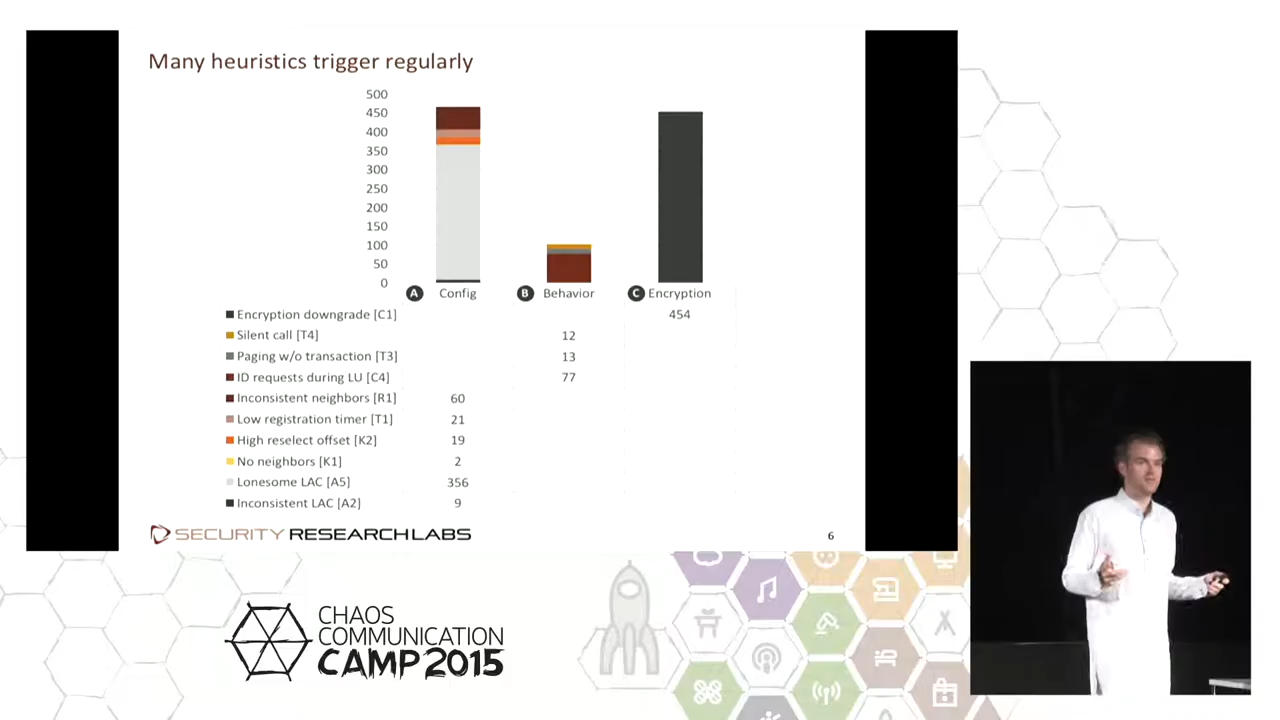 Many heuristics trigger regularly
500
450
400
350
300
250
200
150
100
50
0
A Config
B Behavior
C Encryption
Encryption downgrade [C1] 454
Silent call [T4] 12
Paging w/o transaction [T3] 13
ID requests during LU [C4] 77
Inconsistent neighbors [R1] 60
Low registration timer [T1] 21
High reselect offset [K2] 19
No neighbors [K1] 2
Lonesome LAC [A5] 356
Inconsistent LAC [A2] 9
SECURITY RESEARCH LABS
6
CHAOS
COMMUNICATION
CAMP 2015